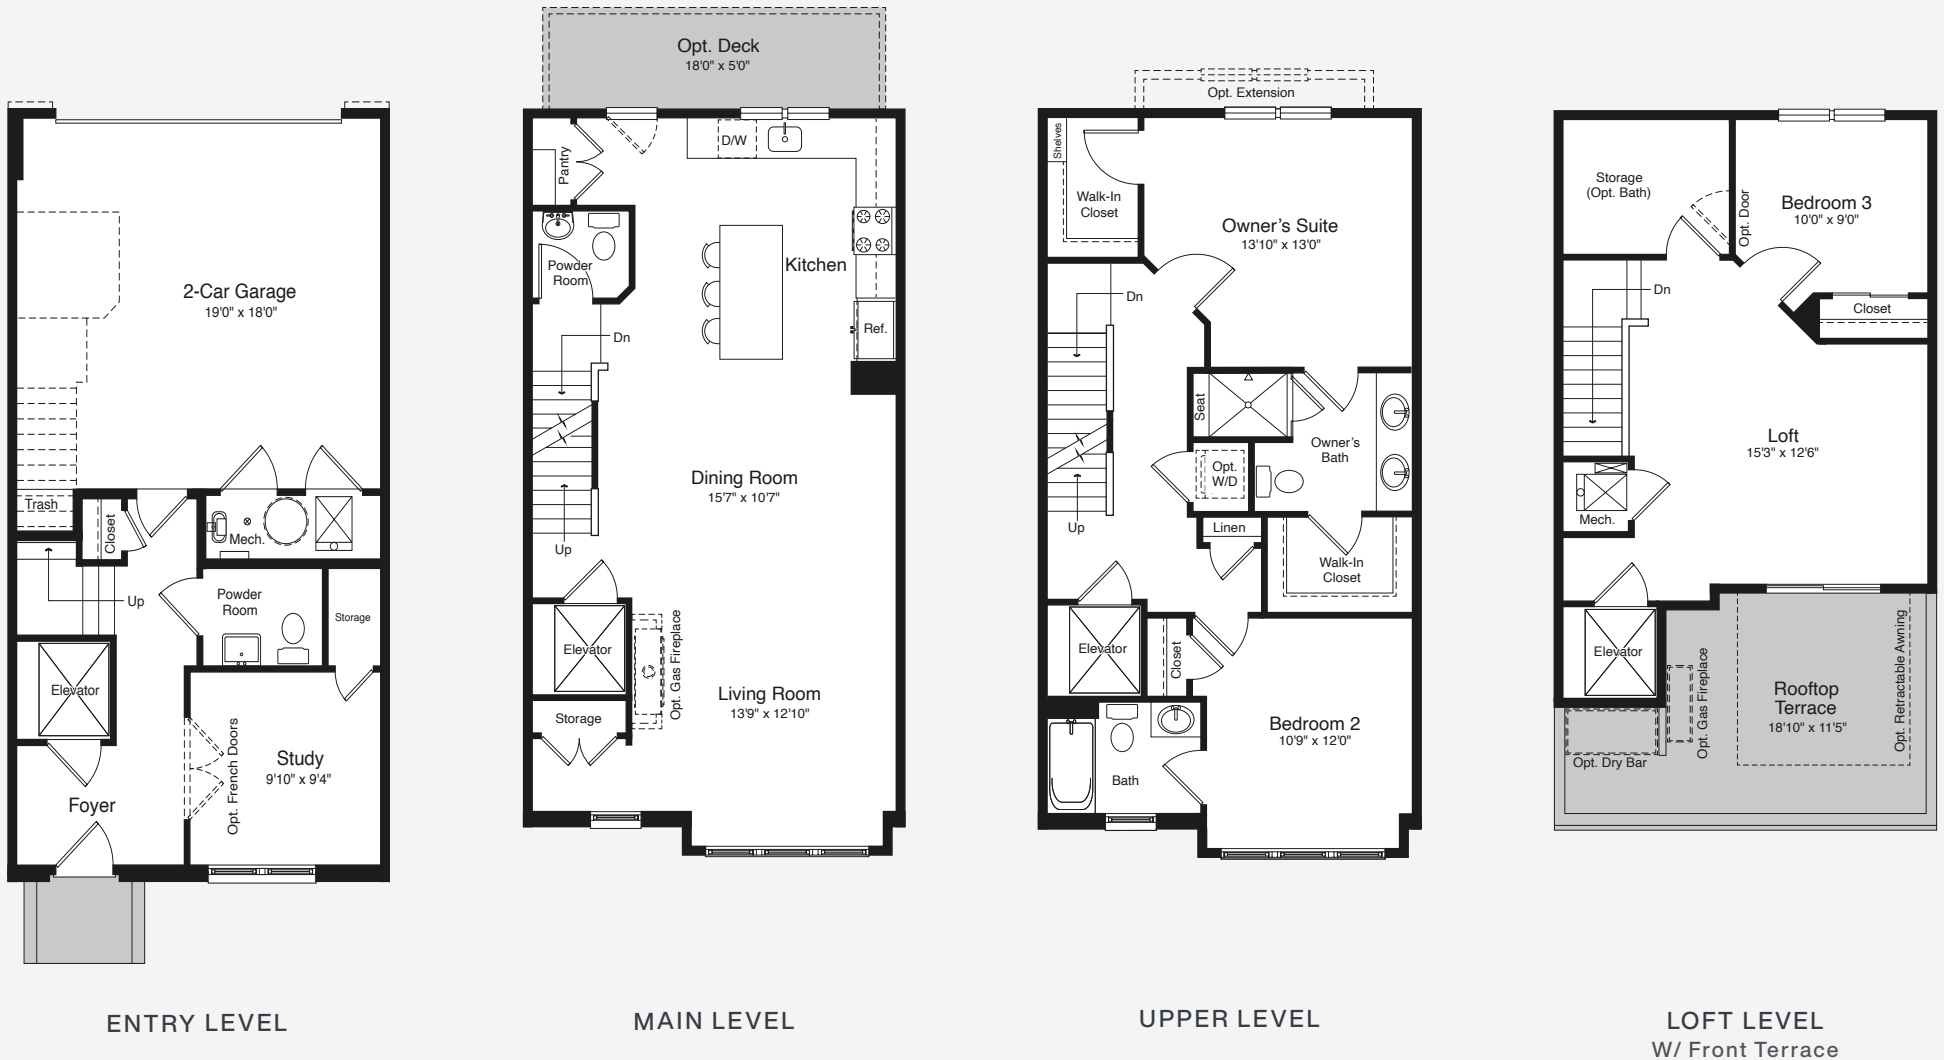 2-Car Garage
19'0" x 18'0"
Trash
Closet
Mech.
Up
Powder
Room
Storage
Elevator
Opt. French Doors
Study
9'10" x 9'4"
Foyer
ENTRY LEVEL
Opt. Deck
18'0" x 5'0"
Pantry
D/W
Powder
Room
Kitchen
Ref.
Dn
Dining Room
15'7" x 10'7"
Up
Elevator
Opt. Gas Fireplace
Living Room
13'9" x 12'10"
Storage
MAIN LEVEL
Opt. Extension
Shelves
Walk-In
Closet
Owner's Suite
13'10" x 13'0"
Dn
Seat
Owner's
Bath
Opt.
W/D
Up
Linen
Walk-In
Closet
Elevator
Closet
Bedroom 2
10'9" x 12'0"
Bath
UPPER LEVEL
Storage
(Opt. Bath)
Opt. Door
Bedroom 3
10'0" x 9'0"
Dn
Closet
Loft
15'3" x 12'6"
Mech.
Elevator
Opt. Gas Fireplace
Rooftop
Terrace
18'10" x 11'5"
Opt. Retractable Awning
Opt. Dry Bar
LOFT LEVEL
W/ Front Terrace